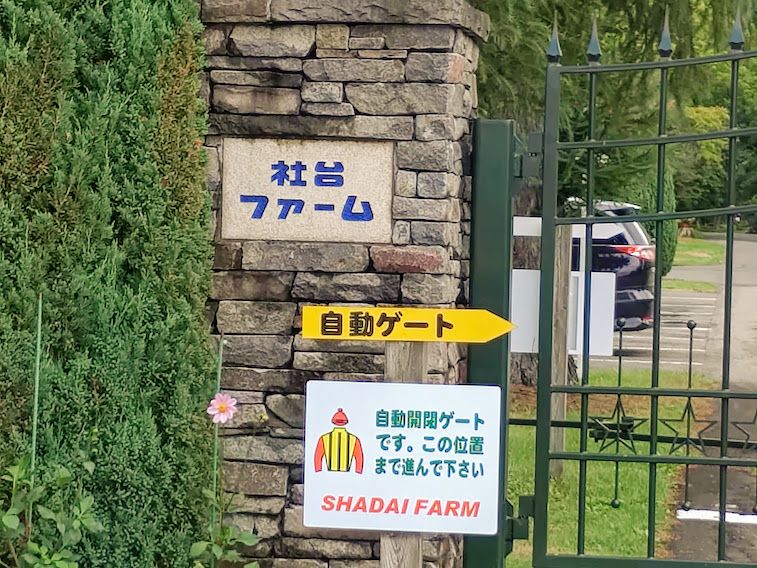 社台
ファーム
自動ゲート
自動開閉ゲート
です。この位置
まで進んで下さい
SHADAI FARM